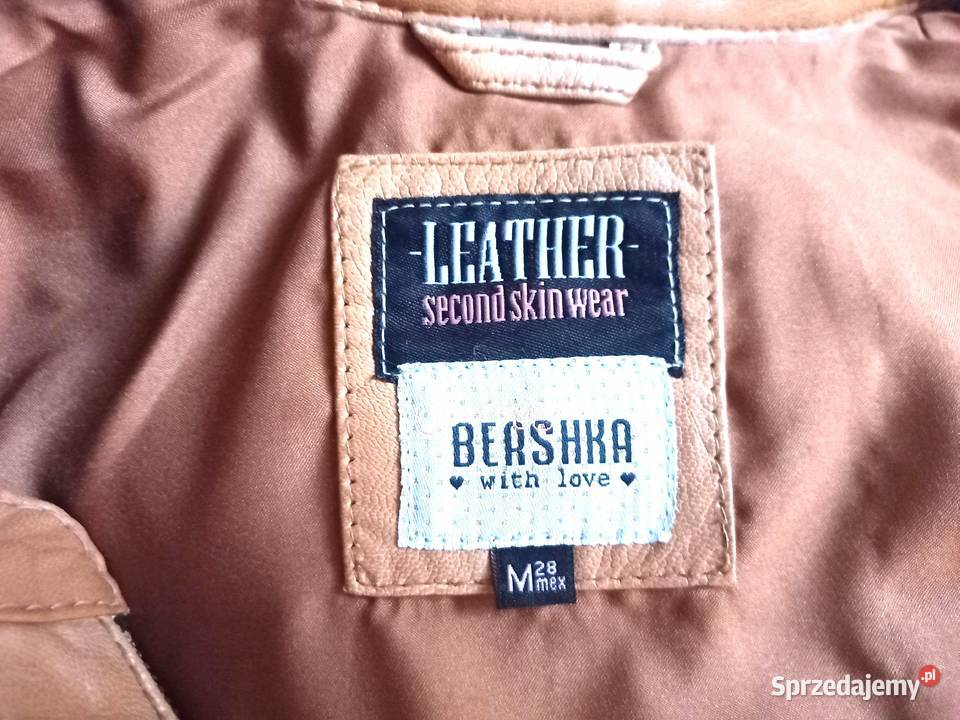 -LEATHER-
second skin wear
BERSHKA
♥ with love ♥
M 28 mex
Sprzedajemy.pl